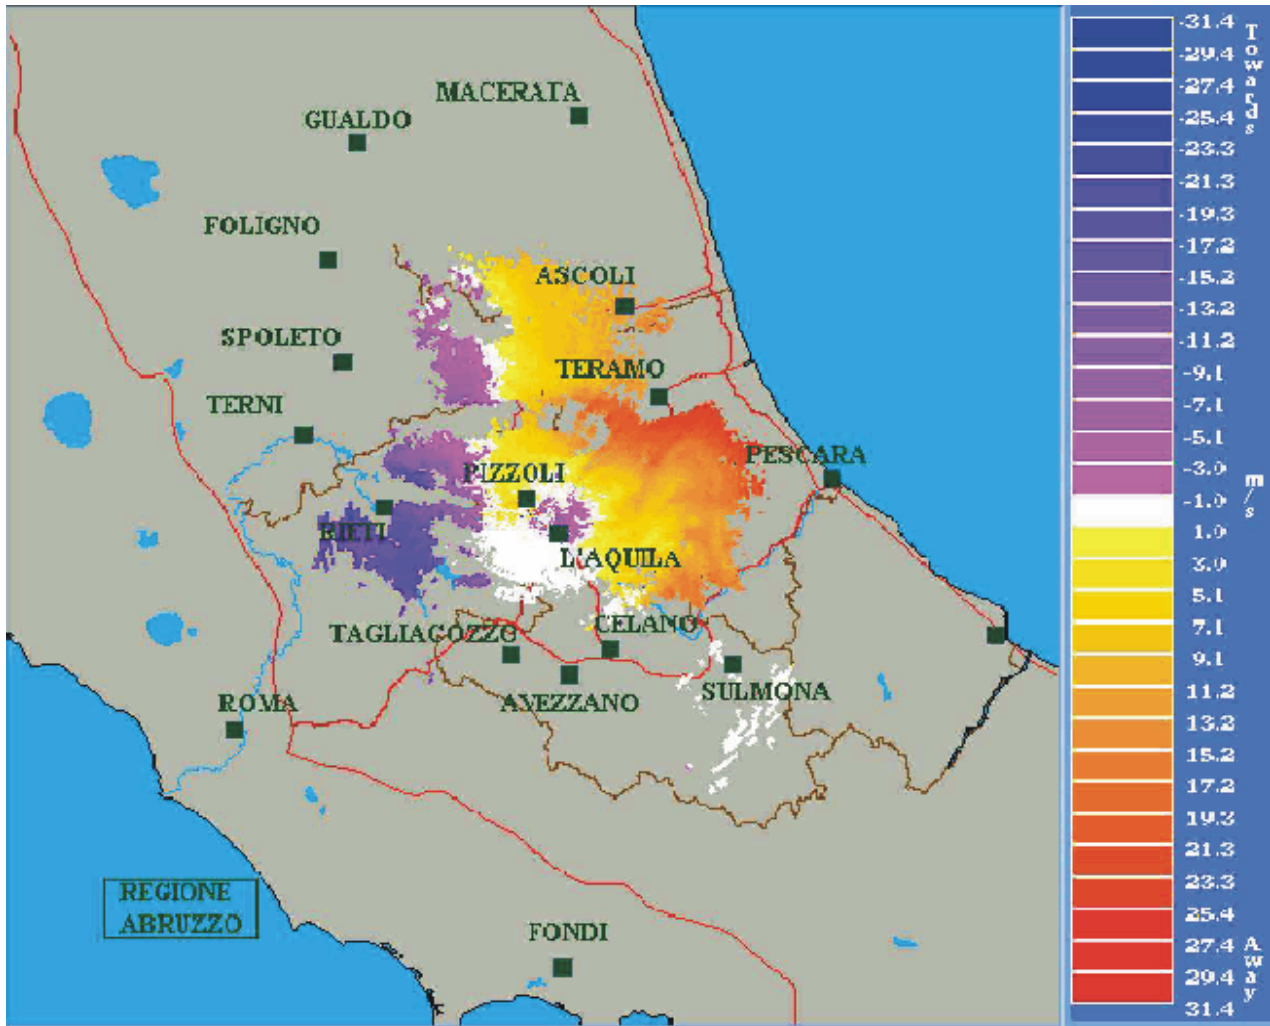 MACERATA
GUALDO
FOLIGNO
ASCOLI
SPOLETO
TERAMO
TERNI
PESCARA
PIZZOLI
RIETI
L'AQUILA
TAGLIACOZZO
CELANO
SULMONA
AVEZZANO
ROMA
REGIONE
ABRUZZO
FONDI
-31.4
-29.4
-27.4
-25.4
-23.3
-21.3
-19.3
-17.2
-15.2
-13.2
-11.2
-9.1
-7.1
-5.1
-3.0
-1.0
1.0
3.0
5.1
7.1
9.1
11.2
13.2
15.2
17.2
19.3
21.3
23.3
25.4
27.4
29.4
31.4
Towards
m/s
Away